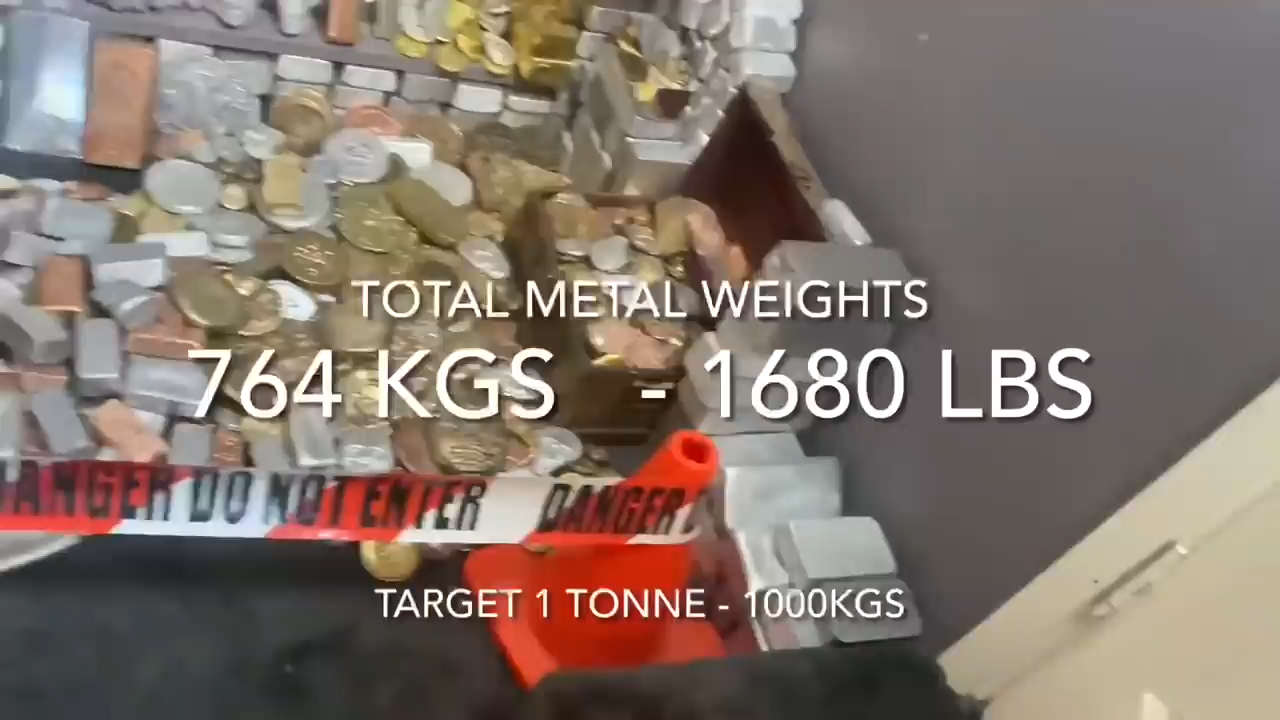 TOTAL METAL WEIGHTS
764 KGS - 1680 LBS
DANGER DO NOT ENTER DANGER
TARGET 1 TONNE - 1000KGS